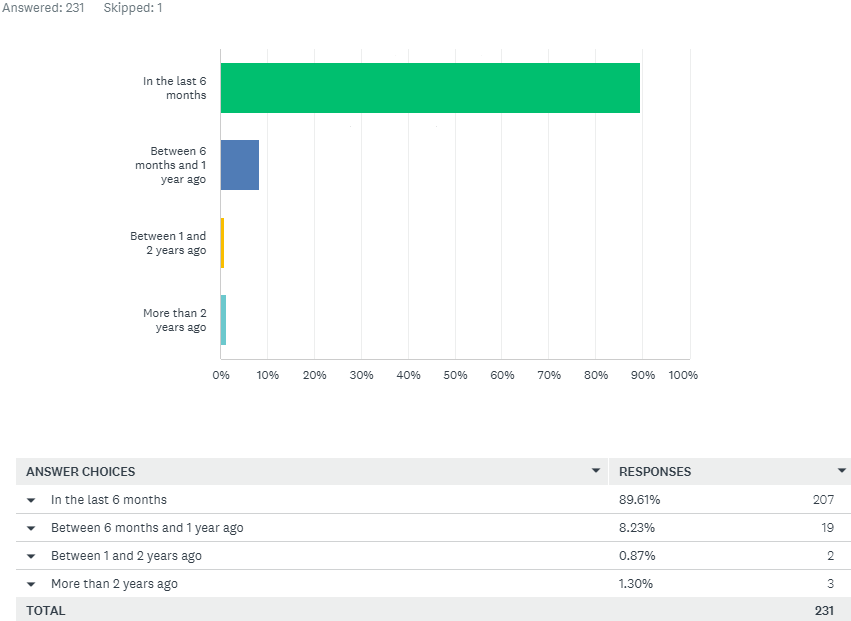 Answered: 231 Skipped: 1
In the last 6
months
Between 6
months and 1
year ago
Between 1 and
2 years ago
More than 2
years ago
0% 10% 20% 30% 40% 50% 60% 70% 80% 90% 100%
ANSWER CHOICES RESPONSES
In the last 6 months 89.61% 207
Between 6 months and 1 year ago 8.23% 19
Between 1 and 2 years ago 0.87% 2
More than 2 years ago 1.30% 3
TOTAL 231